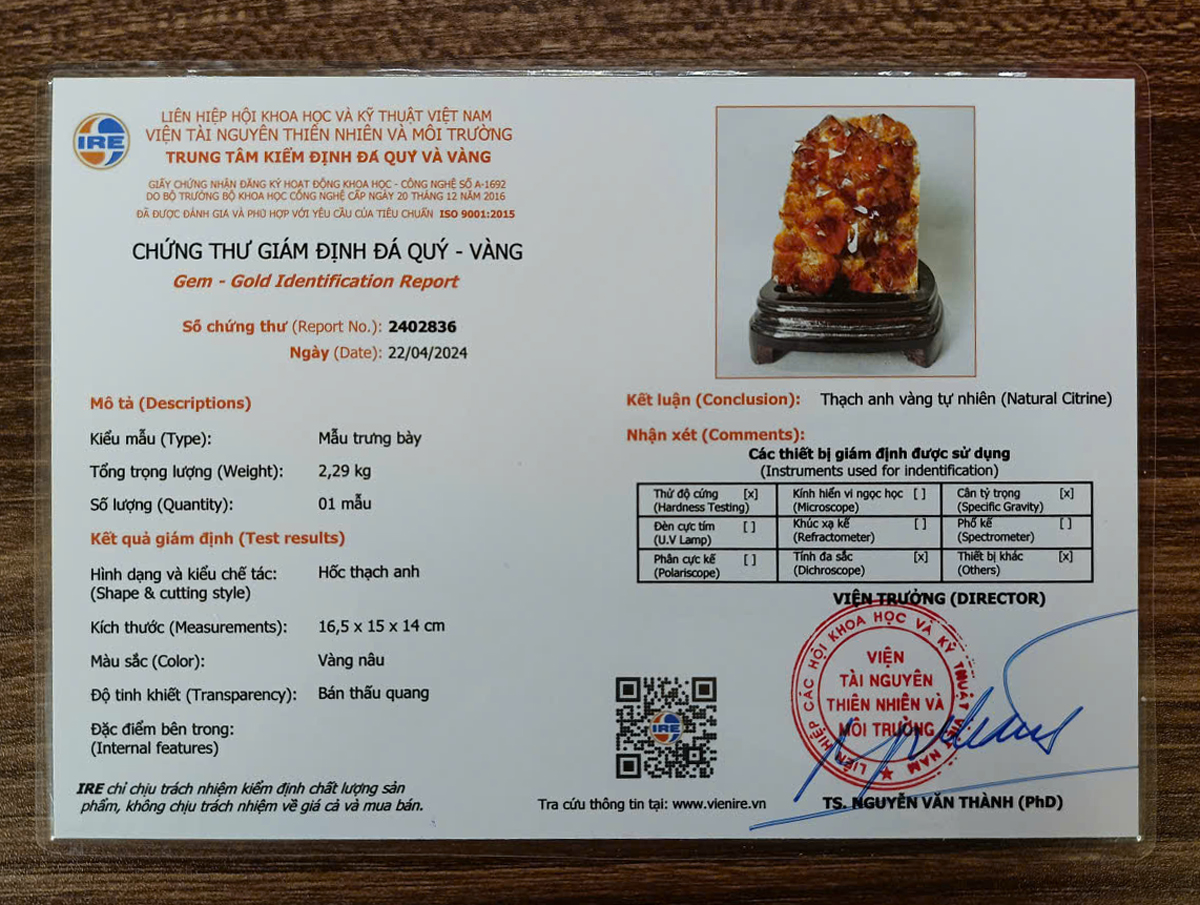 IRE
LIÊN HIỆP HỘI KHOA HỌC VÀ KỸ THUẬT VIỆT NAM
VIỆN TÀI NGUYÊN THIÊN NHIÊN VÀ MÔI TRƯỜNG
TRUNG TÂM KIỂM ĐỊNH ĐÁ QUÝ VÀ VÀNG
GIẤY CHỨNG NHẬN ĐĂNG KÝ HOẠT ĐỘNG KHOA HỌC - CÔNG NGHỆ SỐ A-1692
DO BỘ TRƯỞNG BỘ KHOA HỌC CÔNG NGHỆ CẤP NGÀY 20 THÁNG 12 NĂM 2016
ĐÃ ĐƯỢC ĐÁNH GIÁ VÀ PHÙ HỢP VỚI YÊU CẦU CỦA TIÊU CHUẨN ISO 9001:2015
CHỨNG THƯ GIÁM ĐỊNH ĐÁ QUÝ - VÀNG
Gem - Gold Identification Report
Số chứng thư (Report No.): 2402836
Ngày (Date): 22/04/2024
Mô tả (Descriptions)
Kiểu mẫu (Type): Mẫu trưng bày
Tổng trọng lượng (Weight): 2,29 kg
Số lượng (Quantity): 01 mẫu
Kết quả giám định (Test results)
Hình dạng và kiểu chế tác: Hốc thạch anh
(Shape & cutting style)
Kích thước (Measurements): 16,5 x 15 x 14 cm
Màu sắc (Color): Vàng nâu
Độ tinh khiết (Transparency): Bán thấu quang
Đặc điểm bên trong:
(Internal features)
IRE chỉ chịu trách nhiệm kiểm định chất lượng sản
phẩm, không chịu trách nhiệm về giá cả và mua bán.
Kết luận (Conclusion): Thạch anh vàng tự nhiên (Natural Citrine)
Nhận xét (Comments):
Các thiết bị giám định được sử dụng
(Instruments used for indentification)
Thử độ cứng [x] Kính hiển vi ngọc học [ ] Cân tỷ trọng [x]
(Hardness Testing) (Microscope) (Specific Gravity)
Đèn cực tím [ ] Khúc xạ kế [ ] Phổ kế [ ]
(U.V Lamp) (Refractometer) (Spectrometer)
Phân cực kế [ ] Tính đa sắc [x] Thiết bị khác [x]
(Polariscope) (Dichroscope) (Others)
VIỆN TRƯỞNG (DIRECTOR)
LIÊN HIỆP CÁC HỘI KHOA HỌC VÀ KỸ THUẬT VIỆT NAM
VIỆN
TÀI NGUYÊN
THIÊN NHIÊN VÀ
MÔI TRƯỜNG
IRE
Tra cứu thông tin tại: www.vienire.vn
TS. NGUYỄN VĂN THÀNH (PhD)